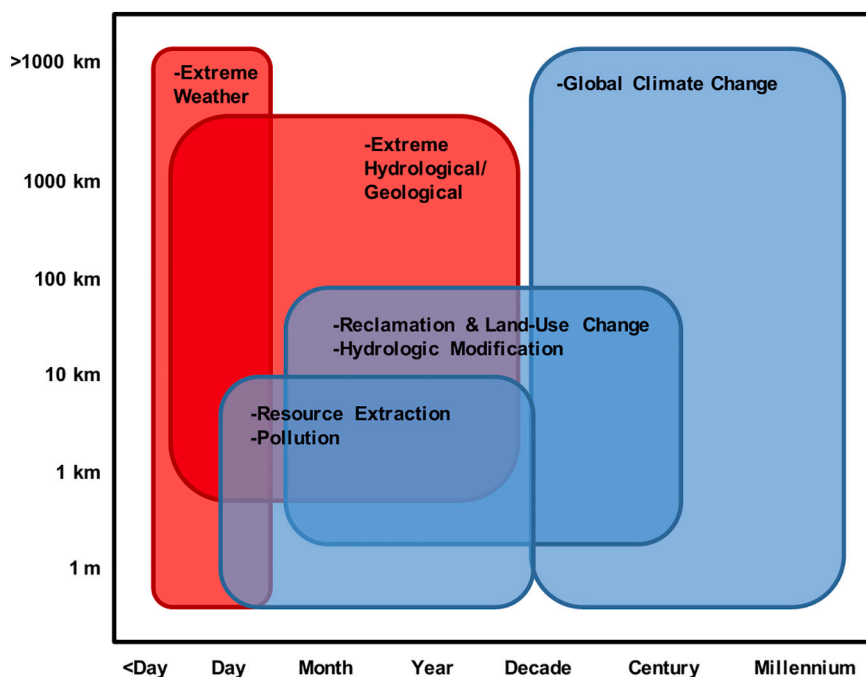 >1000 km
1000 km
100 km
10 km
1 km
1 m
-Extreme
Weather
-Extreme
Hydrological/
Geological
-Global Climate Change
-Reclamation & Land-Use Change
-Hydrologic Modification
-Resource Extraction
-Pollution
<Day
Day
Month
Year
Decade
Century
Millennium